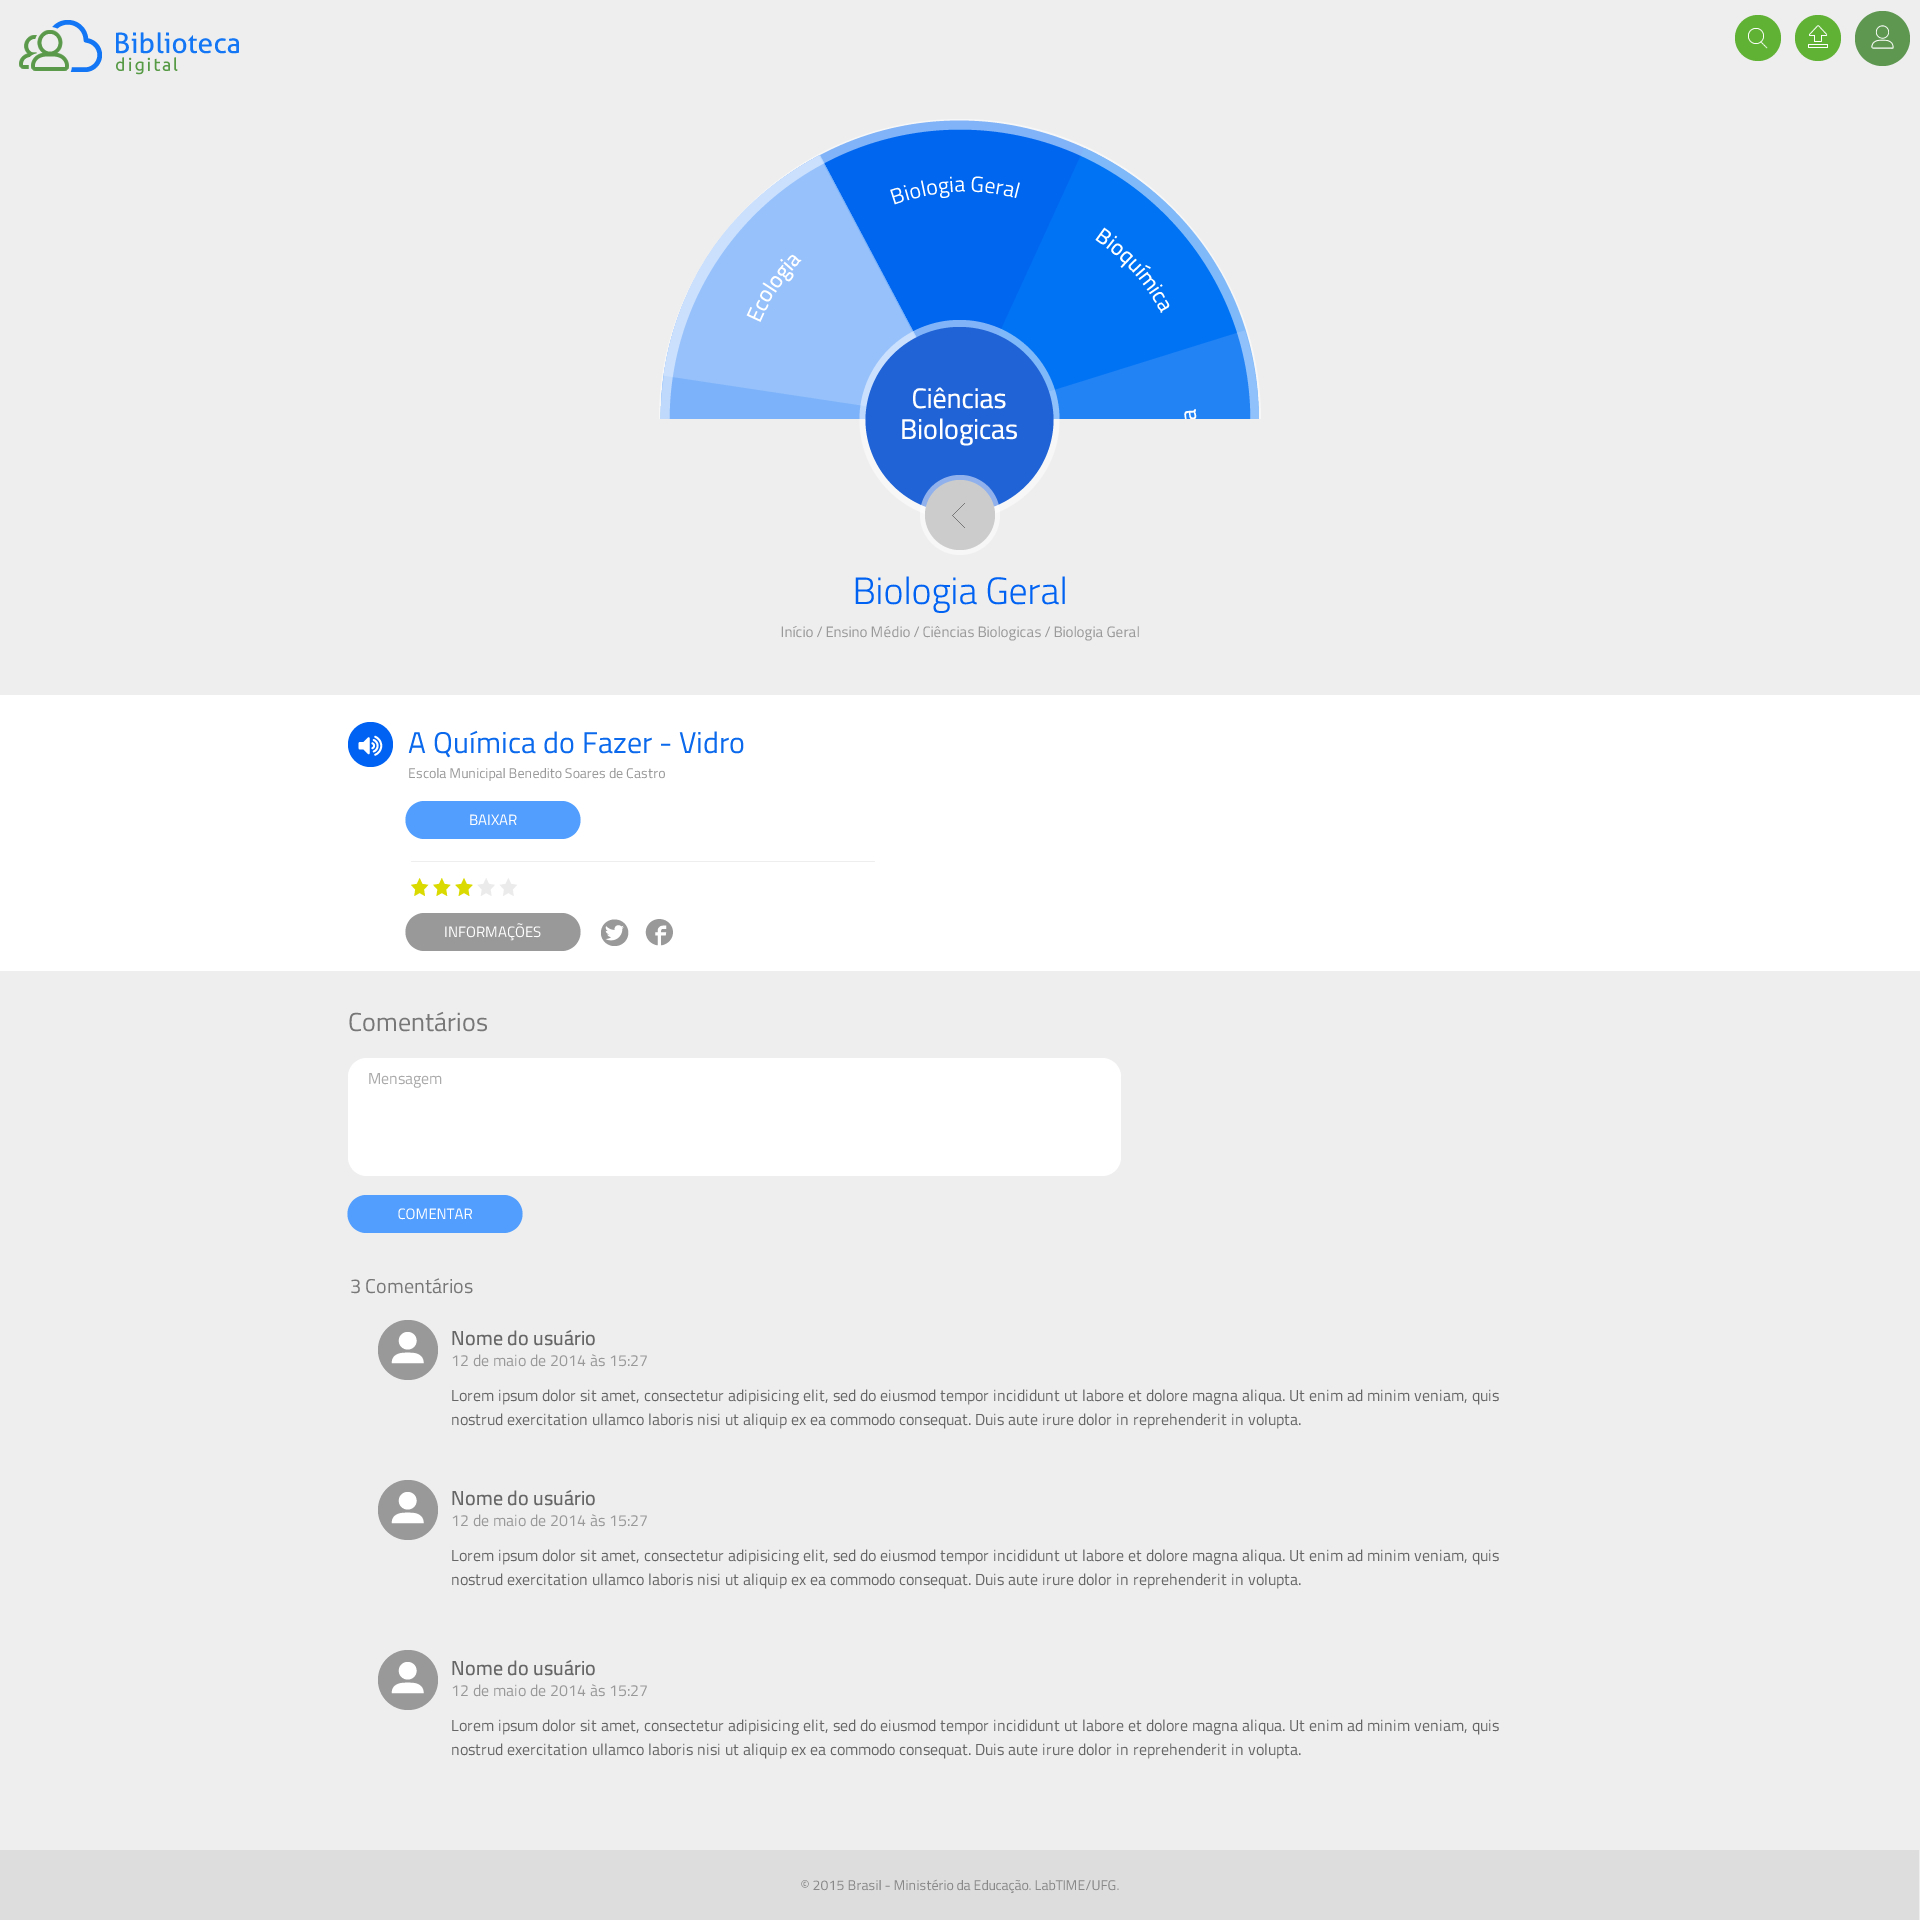 Biblioteca
digital
Ecologia
Biologia Geral
Bioquímica
a
Ciências
Biologicas
Biologia Geral
Início / Ensino Médio / Ciências Biologicas / Biologia Geral
A Química do Fazer - Vidro
Escola Municipal Benedito Soares de Castro
BAIXAR
INFORMAÇÕES
Comentários
Mensagem
COMENTAR
3 Comentários
Nome do usuário
12 de maio de 2014 às 15:27
Lorem ipsum dolor sit amet, consectetur adipisicing elit, sed do eiusmod tempor incididunt ut labore et dolore magna aliqua. Ut enim ad minim veniam, quis
nostrud exercitation ullamco laboris nisi ut aliquip ex ea commodo consequat. Duis aute irure dolor in reprehenderit in volupta.
Nome do usuário
12 de maio de 2014 às 15:27
Lorem ipsum dolor sit amet, consectetur adipisicing elit, sed do eiusmod tempor incididunt ut labore et dolore magna aliqua. Ut enim ad minim veniam, quis
nostrud exercitation ullamco laboris nisi ut aliquip ex ea commodo consequat. Duis aute irure dolor in reprehenderit in volupta.
Nome do usuário
12 de maio de 2014 às 15:27
Lorem ipsum dolor sit amet, consectetur adipisicing elit, sed do eiusmod tempor incididunt ut labore et dolore magna aliqua. Ut enim ad minim veniam, quis
nostrud exercitation ullamco laboris nisi ut aliquip ex ea commodo consequat. Duis aute irure dolor in reprehenderit in volupta.
© 2015 Brasil - Ministério da Educação. LabTIME/UFG.